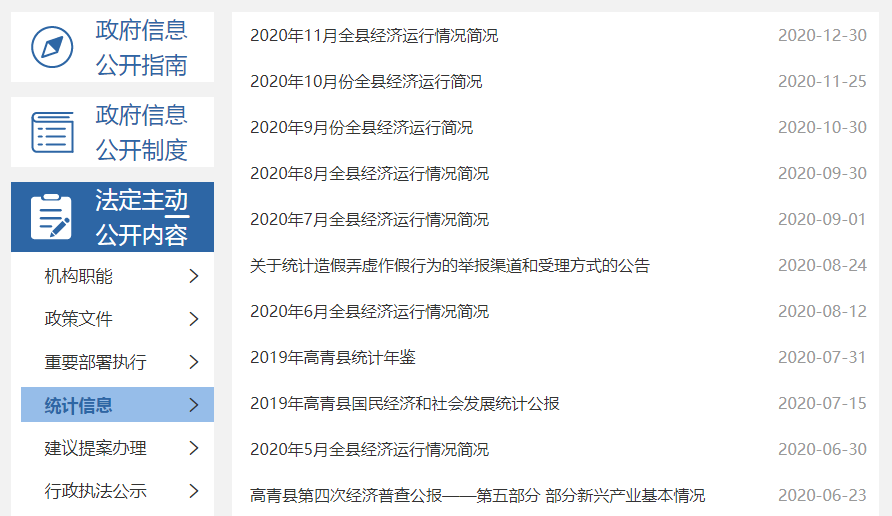 政府信息
公开指南
政府信息
公开制度
法定主动
公开内容
机构职能
政策文件
重要部署执行
统计信息
建议提案办理
行政执法公示
2020年11月全县经济运行情况简况 2020-12-30
2020年10月份全县经济运行简况 2020-11-25
2020年9月份全县经济运行简况 2020-10-30
2020年8月全县经济运行情况简况 2020-09-30
2020年7月全县经济运行情况简况 2020-09-01
关于统计造假弄虚作假行为的举报渠道和受理方式的公告 2020-08-24
2020年6月全县经济运行情况简况 2020-08-12
2019年高青县统计年鉴 2020-07-31
2019年高青县国民经济和社会发展统计公报 2020-07-15
2020年5月全县经济运行情况简况 2020-06-30
高青县第四次经济普查公报——第五部分 部分新兴产业基本情况 2020-06-23